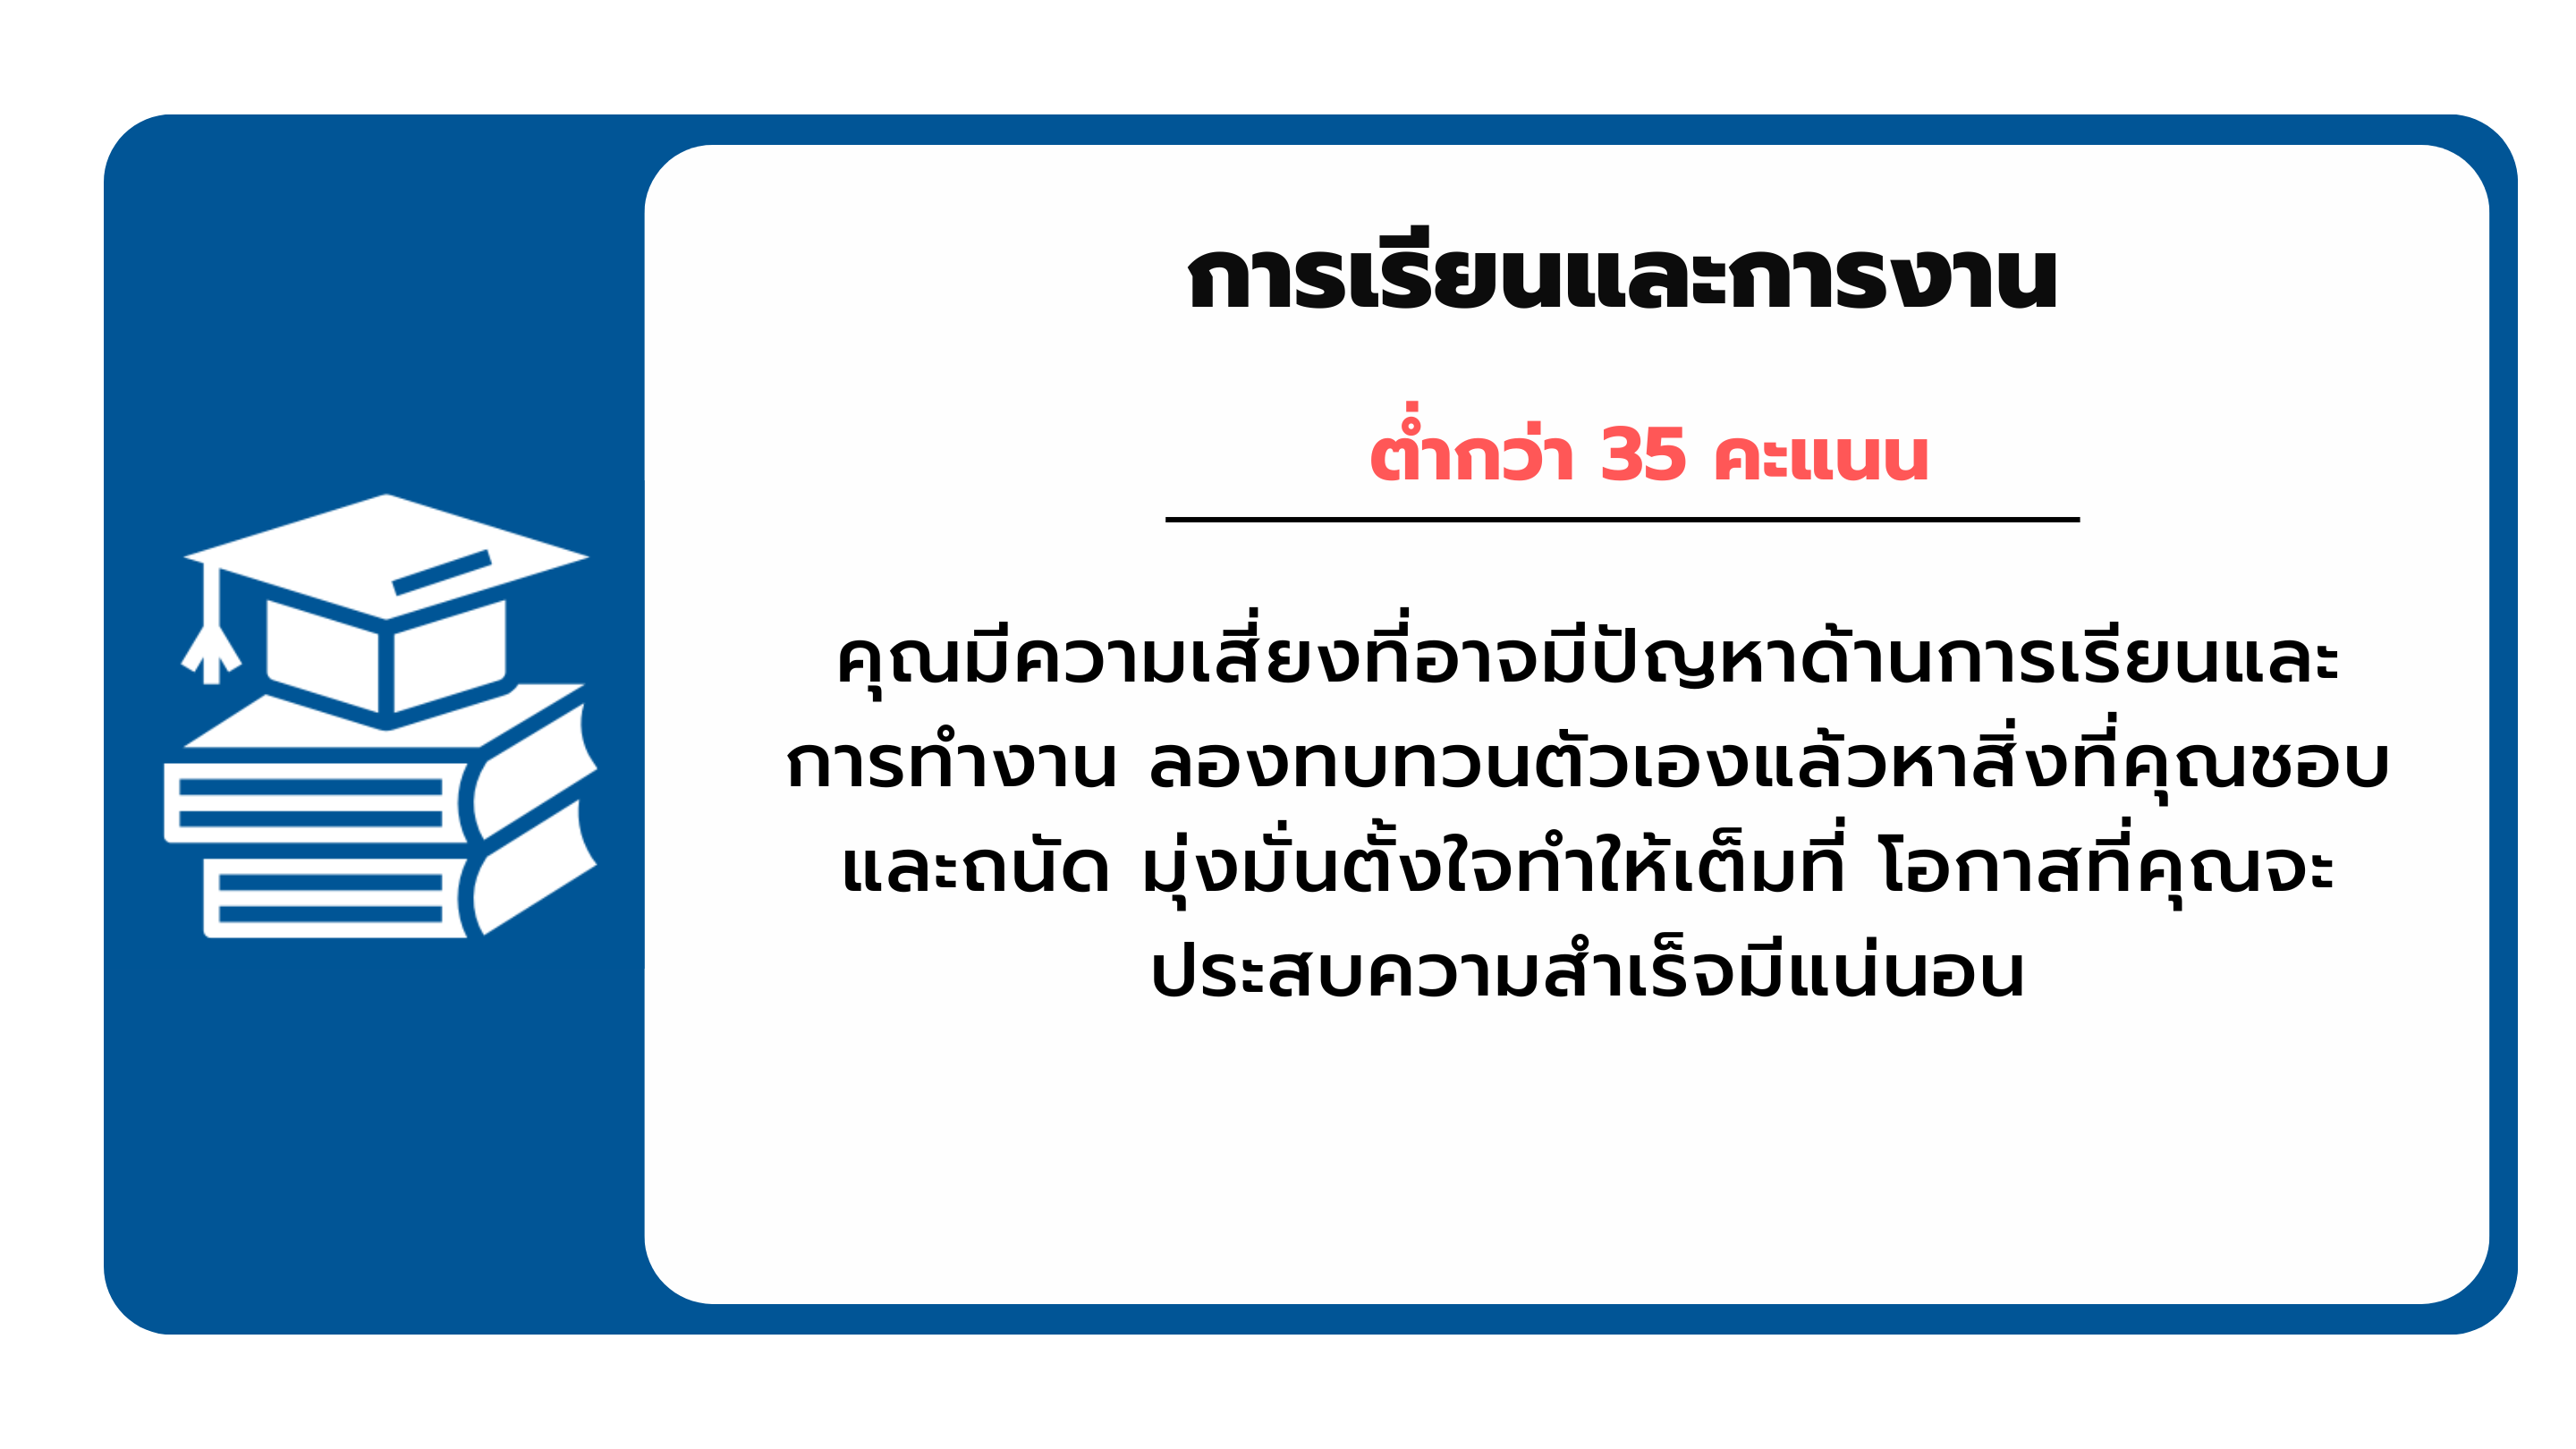 การเรียนและการงาน
ต่ำกว่า 35 คะแนน
คุณมีความเสี่ยงที่อาจมีปัญหาด้านการเรียนและ
การทำงาน ลองทบทวนตัวเองแล้วหาสิ่งที่คุณชอบ
และถนัด มุ่งมั่นตั้งใจทำให้เต็มที่ โอกาสที่คุณจะ
ประสบความสำเร็จมีแน่นอน